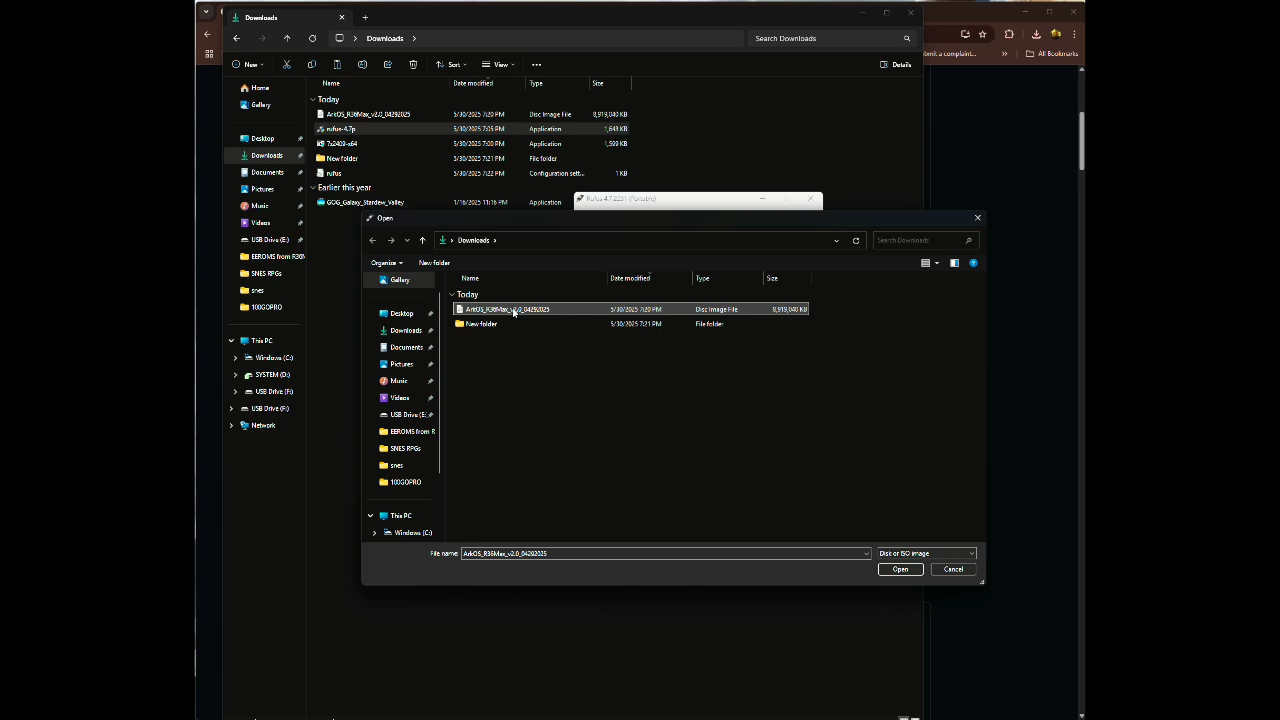 Downloads
Downloads
Search Downloads
bmit a complaint...
All Bookmarks
New
Sort
View
Details
Name Date modified Type Size
Home
Gallery
Desktop
Downloads
Documents
Pictures
Music
Videos
USB Drive (E:)
EEROMS from R36
SNES RPGs
snes
100GOPRO
This PC
Windows (C:)
SYSTEM (D:)
USB Drive (F:)
USB Drive (F:)
Network
Today
ArkOS_R36Max_v2.0_04292025 5/30/2025 7:20 PM Disc Image File 8,919,040 KB
rufus-4.7p 5/30/2025 7:05 PM Application 1,648 KB
7z2409-x64 5/30/2025 7:00 PM Application 1,599 KB
New folder 5/30/2025 7:21 PM File folder
rufus 5/30/2025 7:22 PM Configuration sett... 1 KB
Earlier this year
GOG_Galaxy_Stardew_Valley 1/16/2025 11:16 PM Application
Rufus 4.7.2231 (Portable)
Open
Downloads
Search Downloads
Organize
New folder
Name Date modified Type Size
Gallery
Desktop
Downloads
Documents
Pictures
Music
Videos
USB Drive (E:
EEROMS from R
SNES RPGs
snes
100GOPRO
This PC
Windows (C:)
Today
ArkOS_R36Max_v2.0_04292025 5/30/2025 7:20 PM Disc Image File 8,919,040 KB
New folder 5/30/2025 7:21 PM File folder
File name: ArkOS_R36Max_v2.0_04292025
Disk or ISO image
Open
Cancel